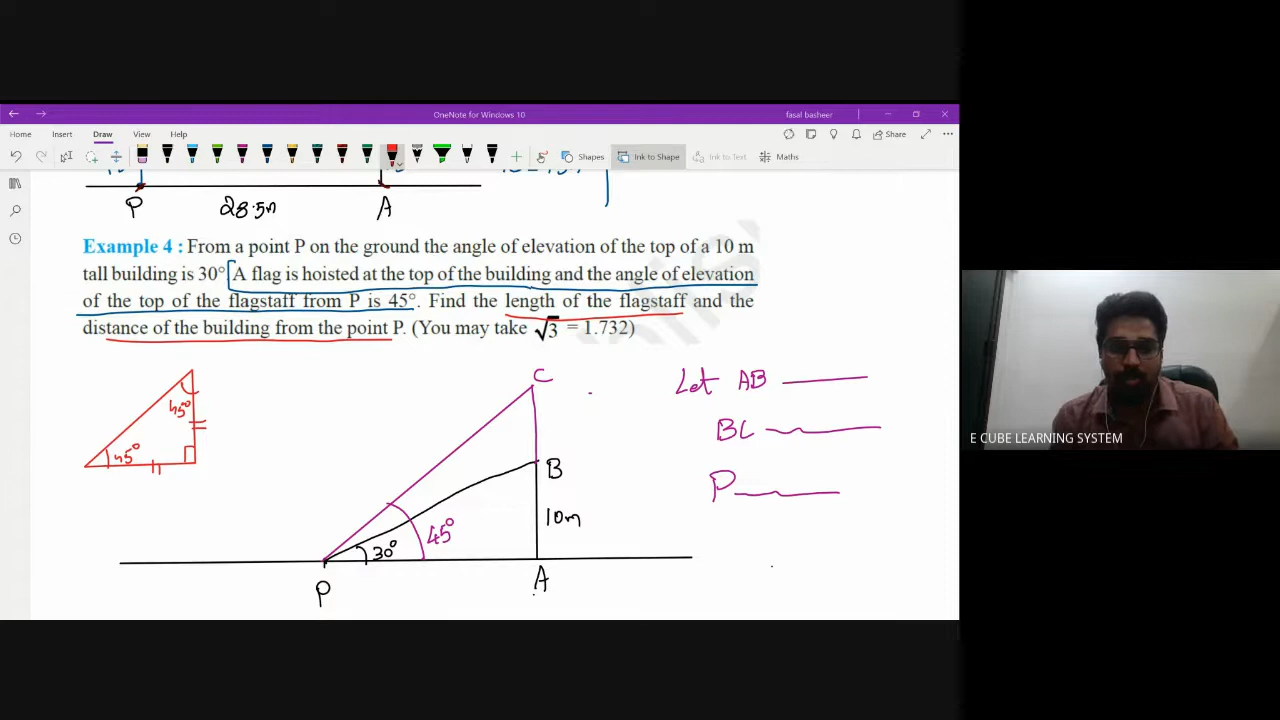 OneNote for Windows 10
fasal basheer
Home Insert Draw View Help
Share
Shapes
Ink to Shape
Ink to Text
Maths
P 28.5m A
Example 4 : From a point P on the ground the angle of elevation of the top of a 10 m
tall building is 30° A flag is hoisted at the top of the building and the angle of elevation
of the top of the flagstaff from P is 45°. Find the length of the flagstaff and the
distance of the building from the point P. (You may take √3 = 1.732)
45°
45°
C
B
10m
45°
30°
P
A
Let AB
BC
P
E CUBE LEARNING SYSTEM